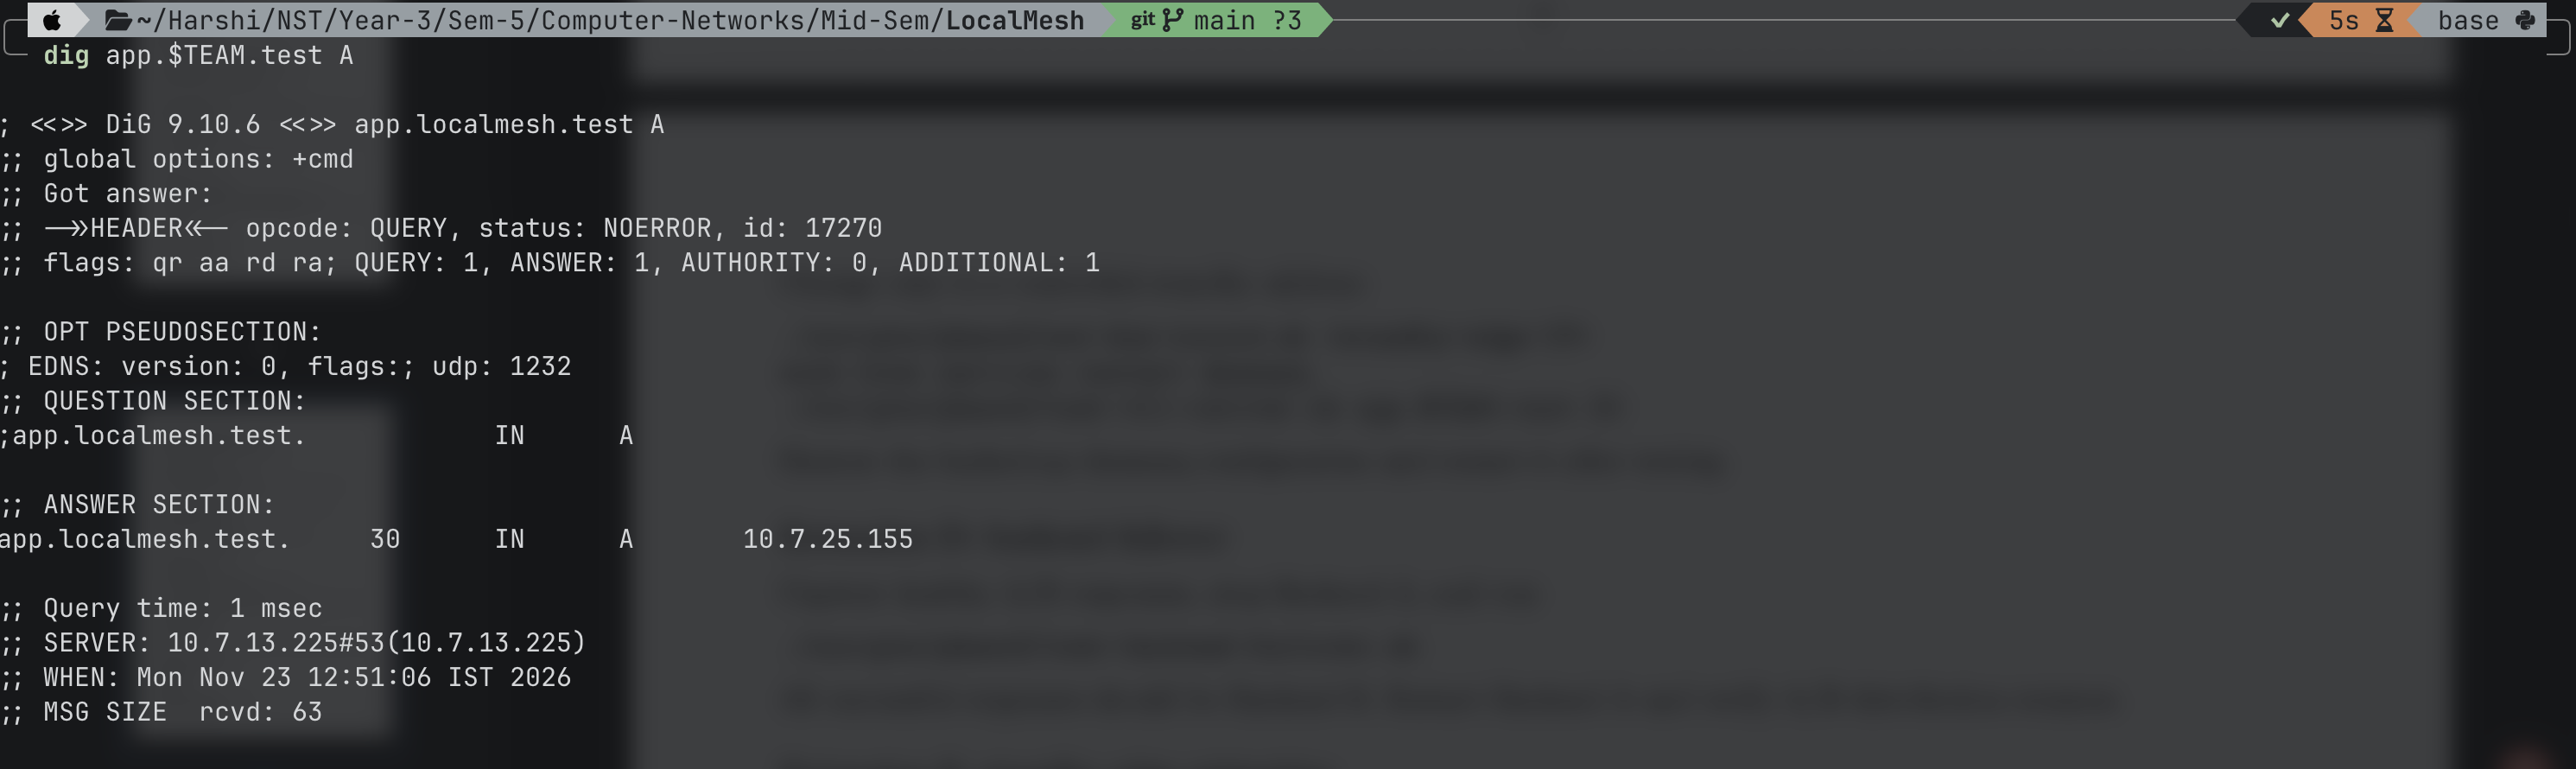 ~/Harshi/NST/Year-3/Sem-5/Computer-Networks/Mid-Sem/LocalMesh git main ?3 ✓ 5s base
dig app.$TEAM.test A
; <<>> DiG 9.10.6 <<>> app.localmesh.test A
;; global options: +cmd
;; Got answer:
;; ->>HEADER<<- opcode: QUERY, status: NOERROR, id: 17270
;; flags: qr aa rd ra; QUERY: 1, ANSWER: 1, AUTHORITY: 0, ADDITIONAL: 1
;; OPT PSEUDOSECTION:
; EDNS: version: 0, flags:; udp: 1232
;; QUESTION SECTION:
;app.localmesh.test. IN A
;; ANSWER SECTION:
app.localmesh.test. 30 IN A 10.7.25.155
;; Query time: 1 msec
;; SERVER: 10.7.13.225#53(10.7.13.225)
;; WHEN: Mon Nov 23 12:51:06 IST 2026
;; MSG SIZE rcvd: 63